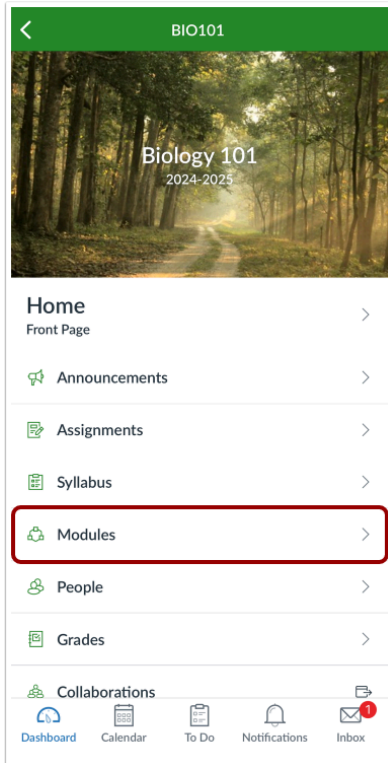 BIO101
Biology 101
2024-2025
Home
Front Page
Announcements
Assignments
Syllabus
Modules
People
Grades
Collaborations
1
Dashboard Calendar To Do Notifications Inbox